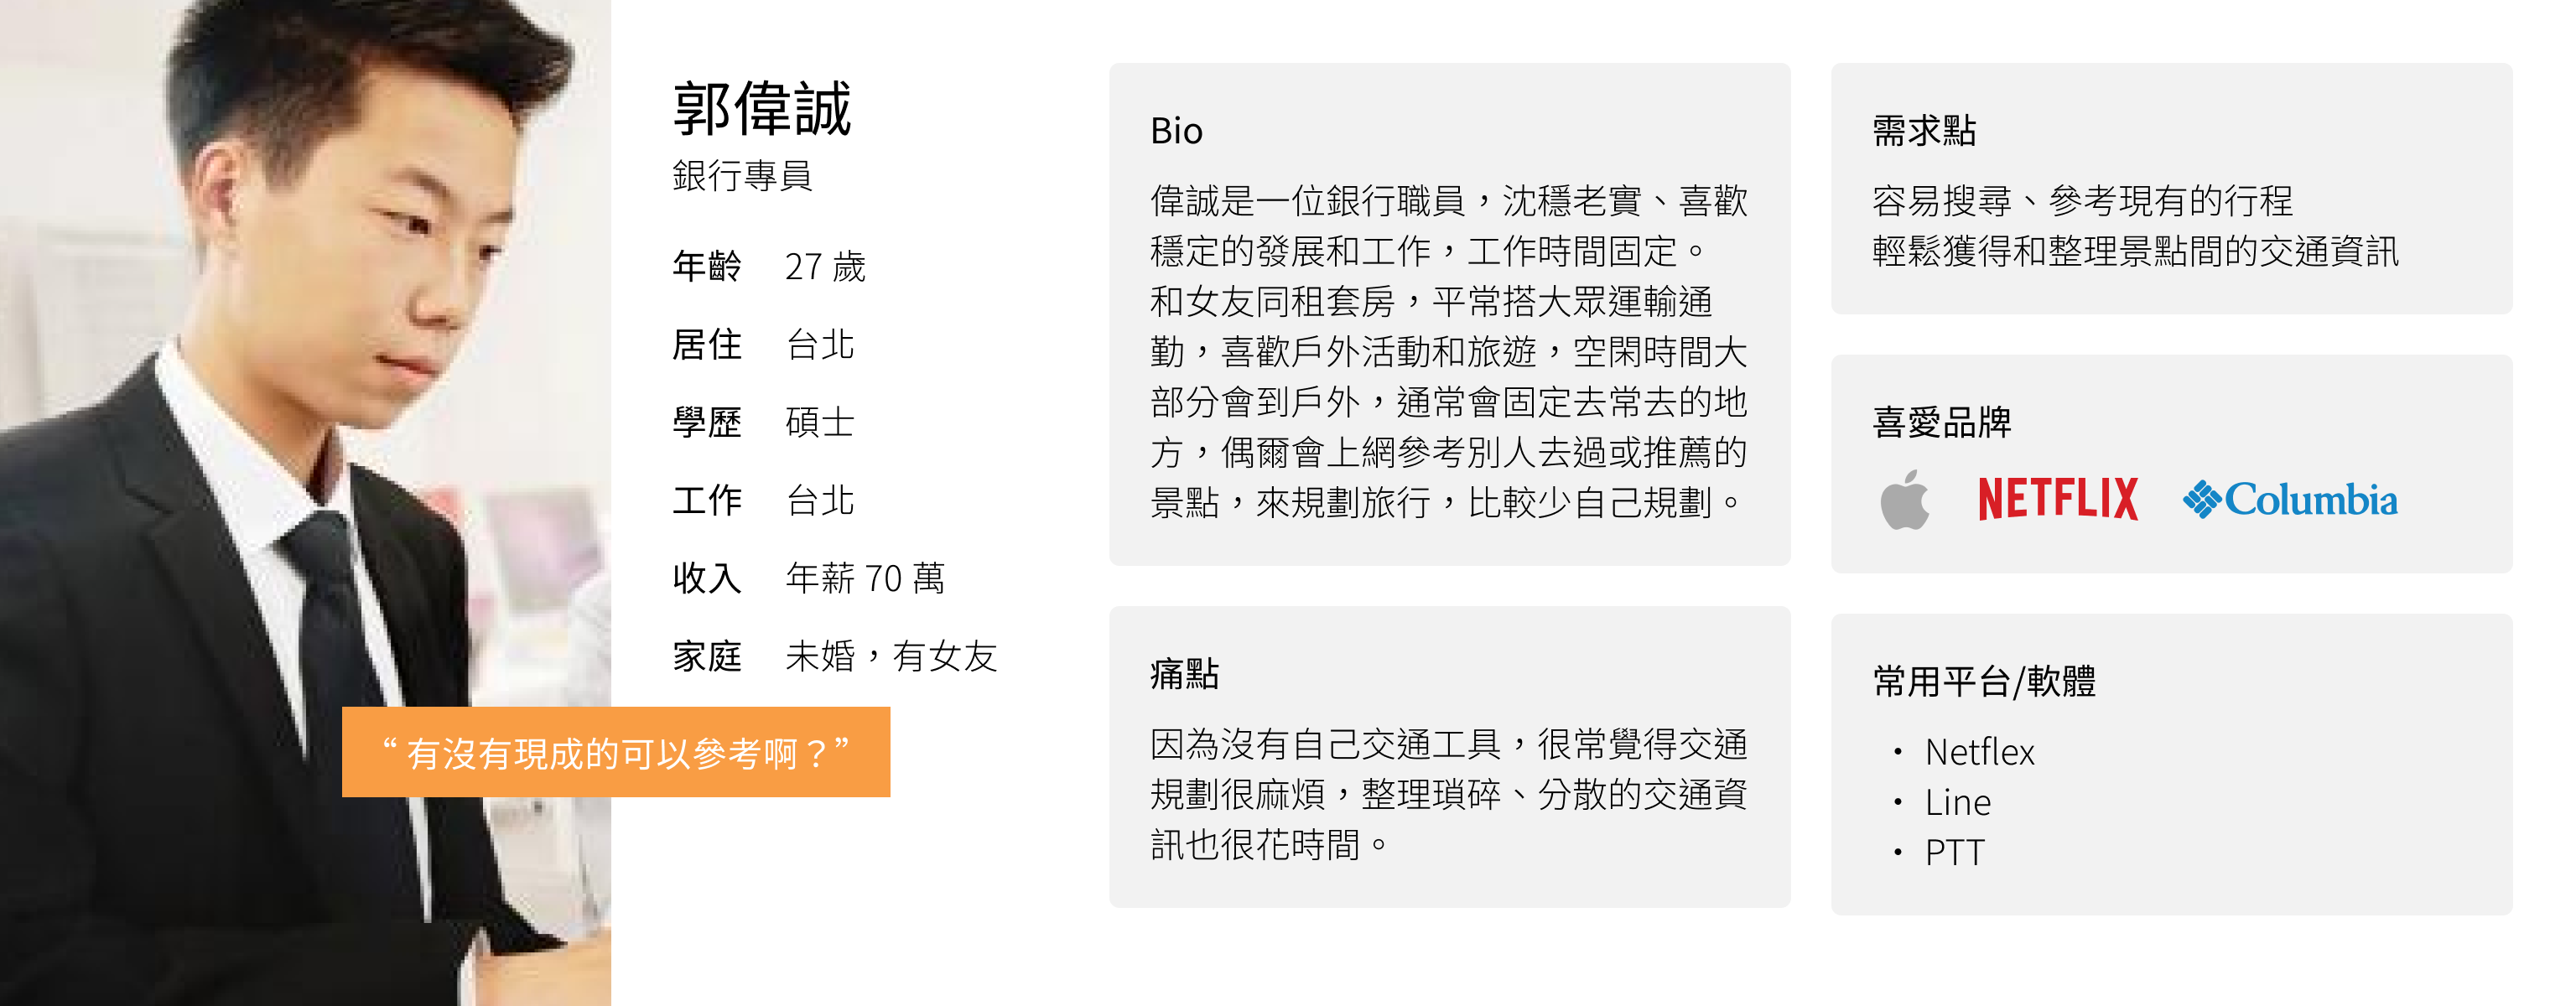 郭偉誠
銀行專員
年齡 27 歲
居住 台北
學歷 碩士
工作 台北
收入 年薪 70 萬
家庭 未婚，有女友
“ 有沒有現成的可以參考啊？”
Bio
偉誠是一位銀行職員，沈穩老實、喜歡
穩定的發展和工作，工作時間固定。
和女友同租套房，平常搭大眾運輸通
勤，喜歡戶外活動和旅遊，空閑時間大
部分會到戶外，通常會固定去常去的地
方，偶爾會上網參考別人去過或推薦的
景點，來規劃旅行，比較少自己規劃。
痛點
因為沒有自己交通工具，很常覺得交通
規劃很麻煩，整理瑣碎、分散的交通資
訊也很花時間。
需求點
容易搜尋、參考現有的行程
輕鬆獲得和整理景點間的交通資訊
喜愛品牌
NETFLIX Columbia
常用平台/軟體
• Netflex
• Line
• PTT